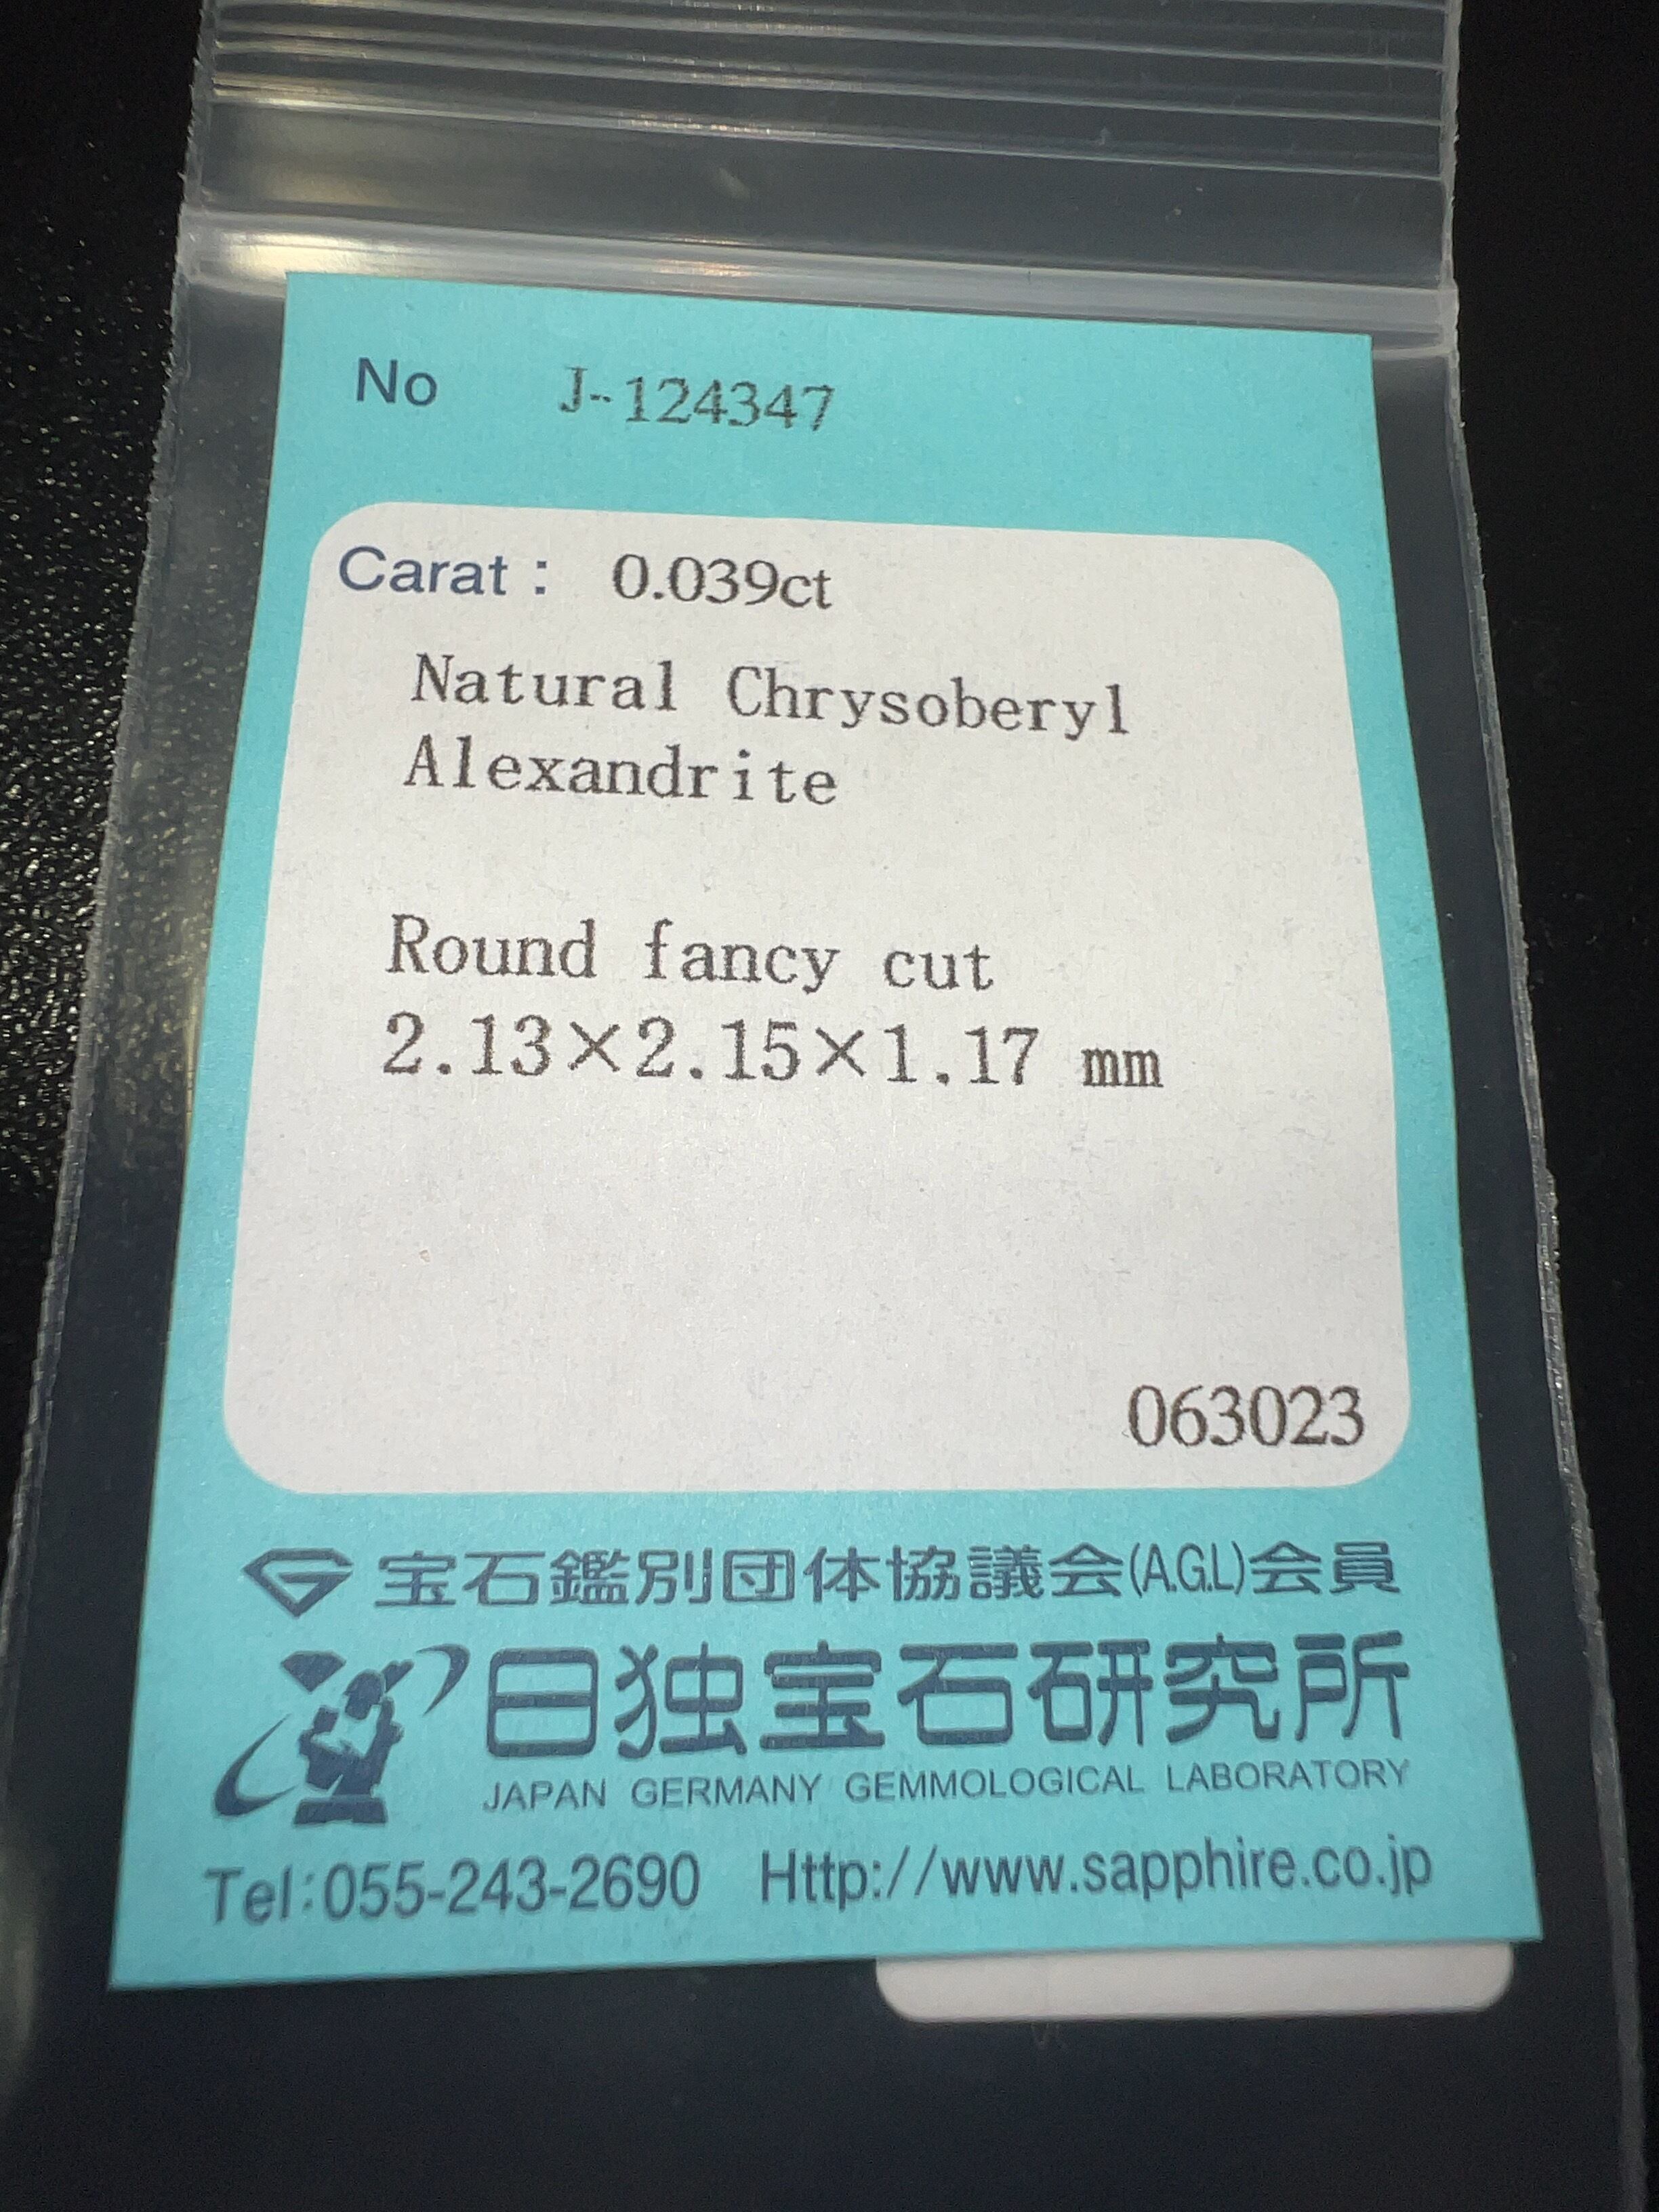 No J-124347
Carat : 0.039ct
Natural Chrysoberyl
Alexandrite
Round fancy cut
2.13×2.15×1.17 mm
063023
宝石鑑別団体協議会(A.G.L)会員
日独宝石研究所
JAPAN GERMANY GEMMOLOGICAL LABORATORY
Tel:055-243-2690 Http://www.sapphire.co.jp